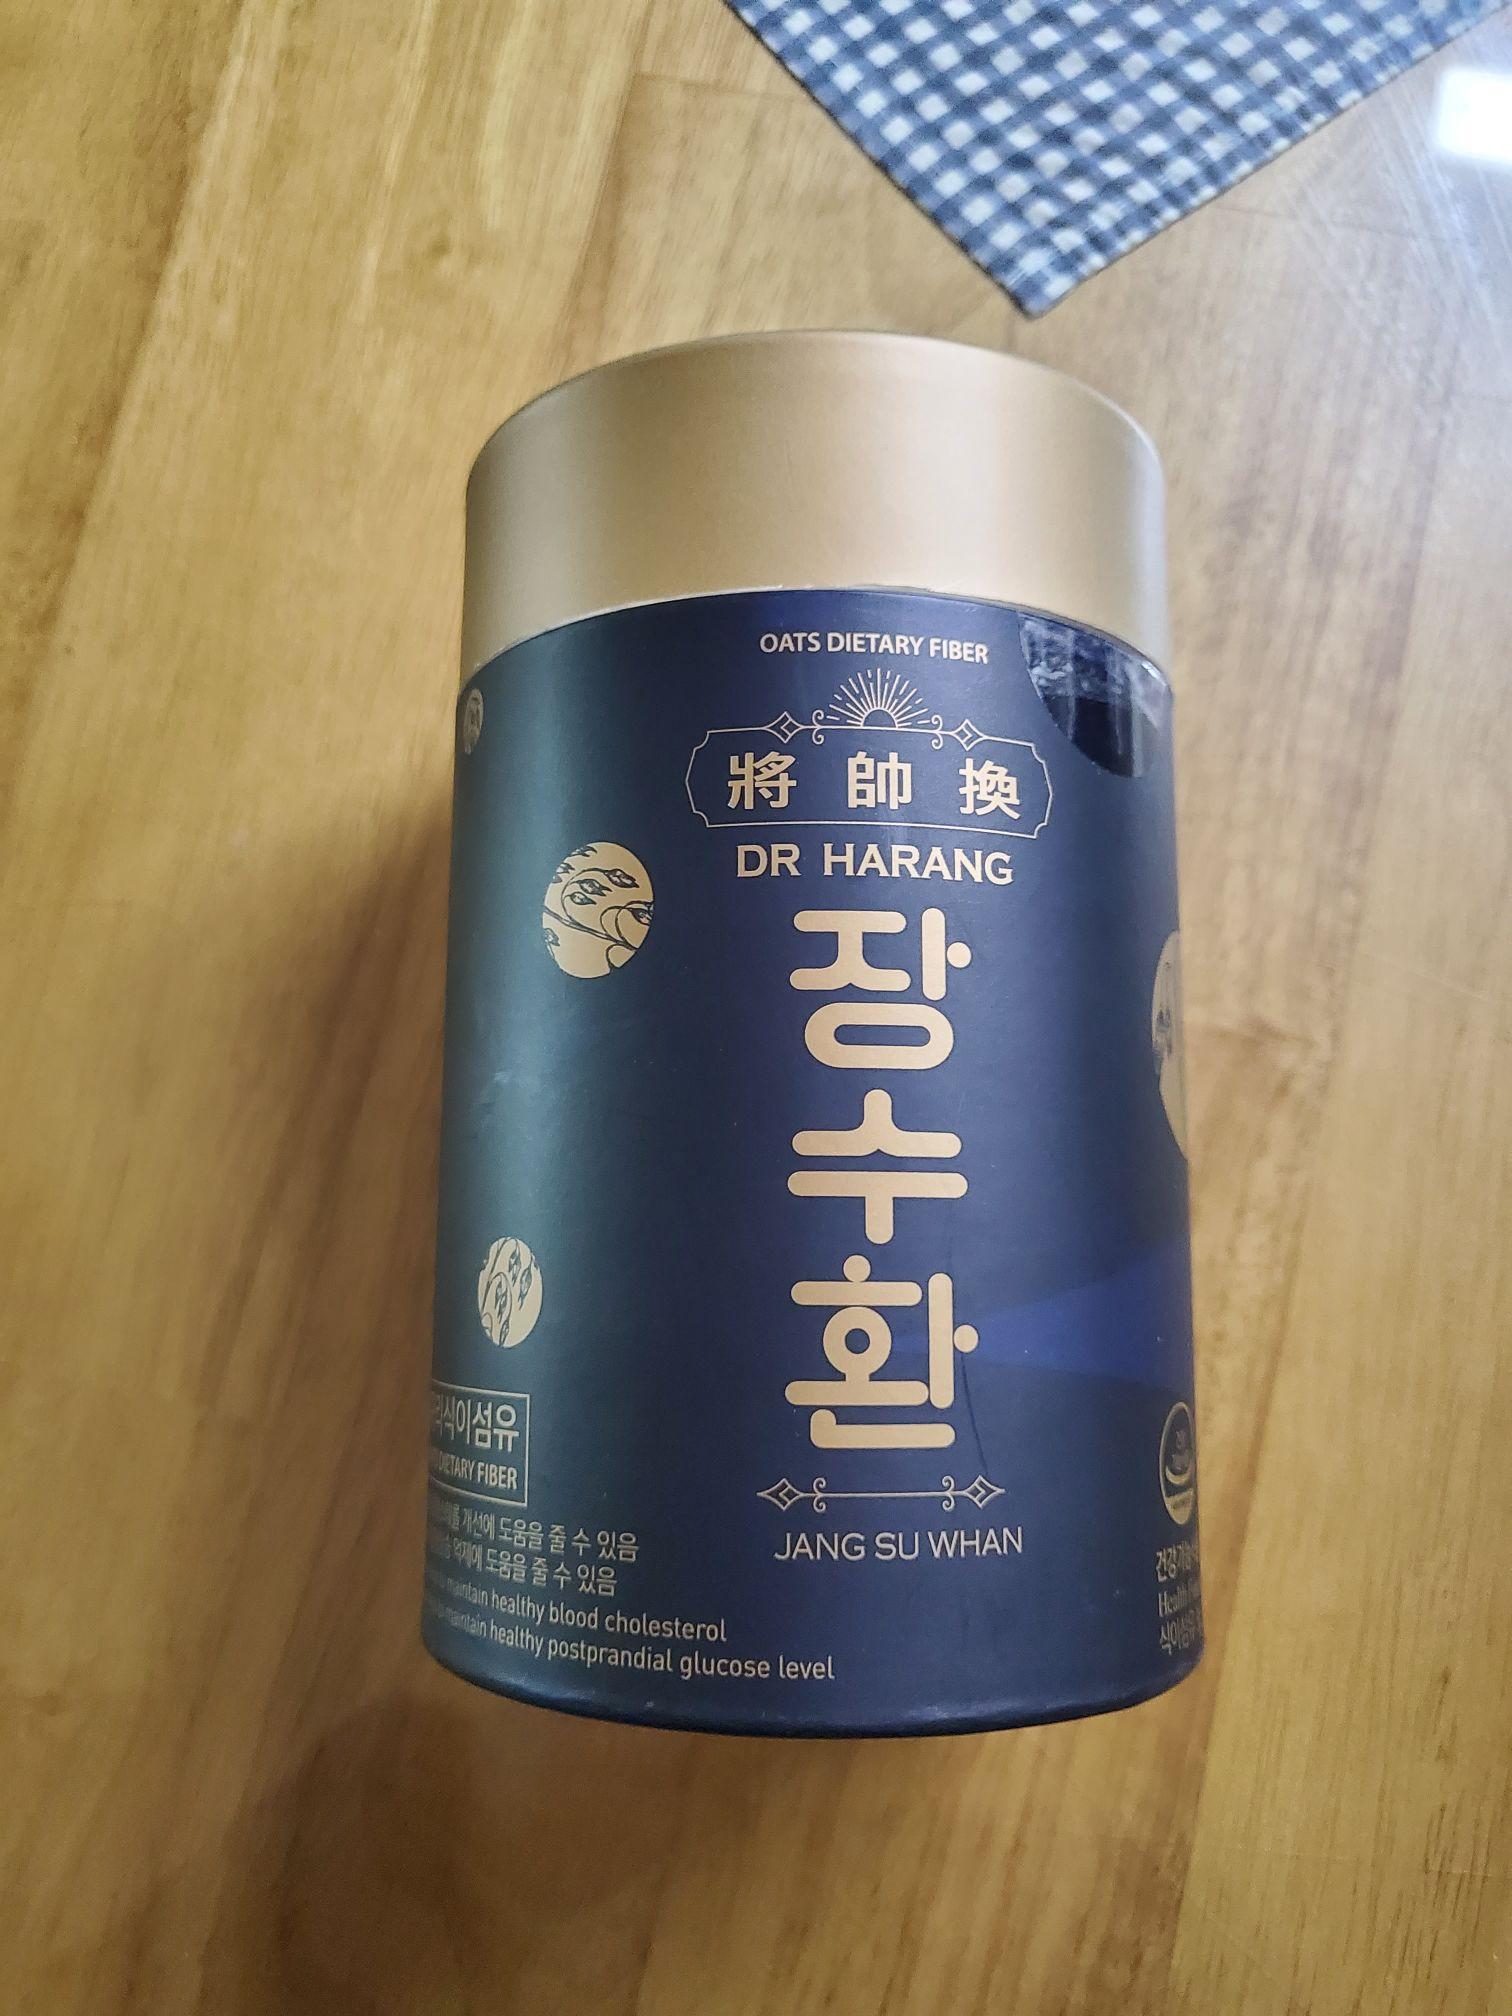 OATS DIETARY FIBER
將 帥 換
DR HARANG
장수환
JANG SU WHAN
DIETARY FIBER
개선에 도움을 줄 수 있음
억제에 도움을 줄 수 있음
maintain healthy blood cholesterol
maintain healthy postprandial glucose level
Health